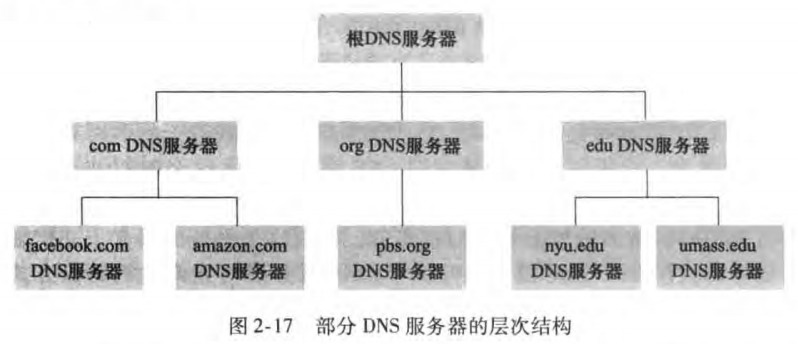 根DNS服务器
com DNS服务器
org DNS服务器
edu DNS服务器
facebook.com
DNS服务器
amazon.com
DNS服务器
pbs.org
DNS服务器
nyu.edu
DNS服务器
umass.edu
DNS服务器
图 2-17 部分 DNS 服务器的层次结构